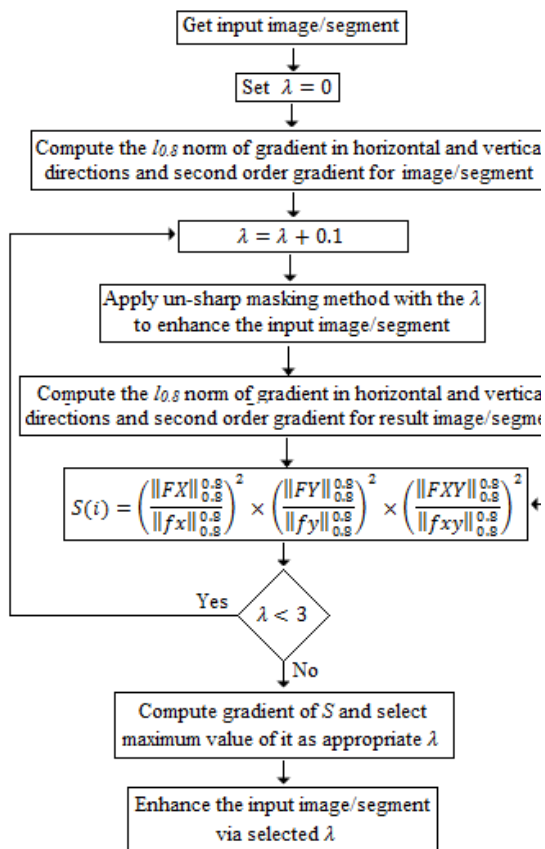 Get input image/segment
Set λ = 0
Compute the l0.8 norm of gradient in horizontal and vertica
directions and second order gradient for image/segment
λ = λ + 0.1
Apply un-sharp masking method with the λ
to enhance the input image/segment
Compute the l0.8 norm of gradient in horizontal and vertica
directions and second order gradient for result image/segme
S(i) = (‖FX‖0.8 0.8 / ‖fx‖0.8 0.8)² × (‖FY‖0.8 0.8 / ‖fy‖0.8 0.8)² × (‖FXY‖0.8 0.8 / ‖fxy‖0.8 0.8)²
Yes
λ < 3
No
Compute gradient of S and select
maximum value of it as appropriate λ
Enhance the input image/segment
via selected λ